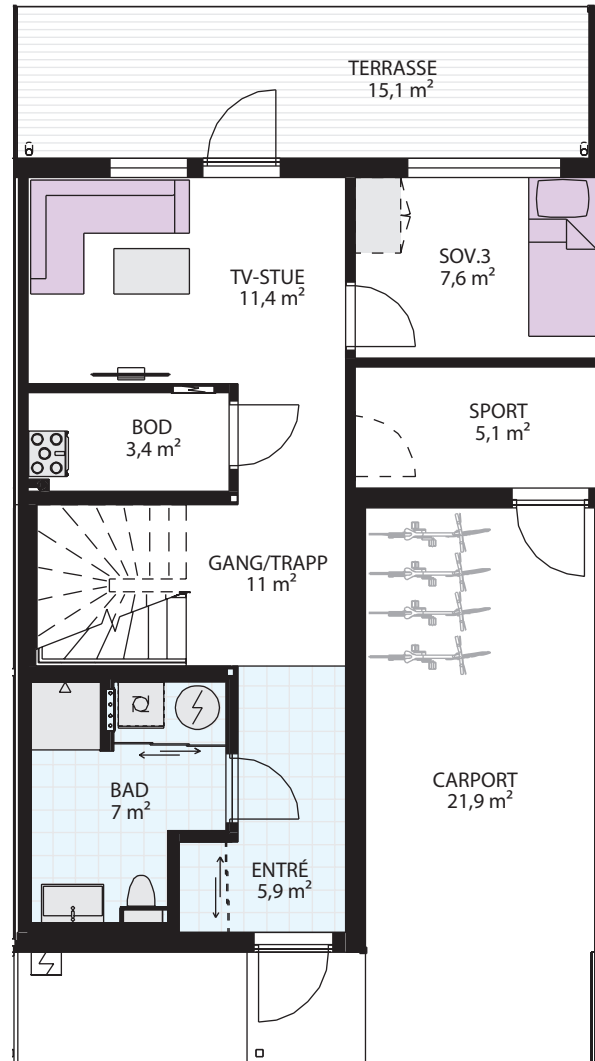 TERRASSE
15,1 m²
TV-STUE
11,4 m²
SOV.3
7,6 m²
BOD
3,4 m²
SPORT
5,1 m²
GANG/TRAPP
11 m²
BAD
7 m²
CARPORT
21,9 m²
ENTRÉ
5,9 m²